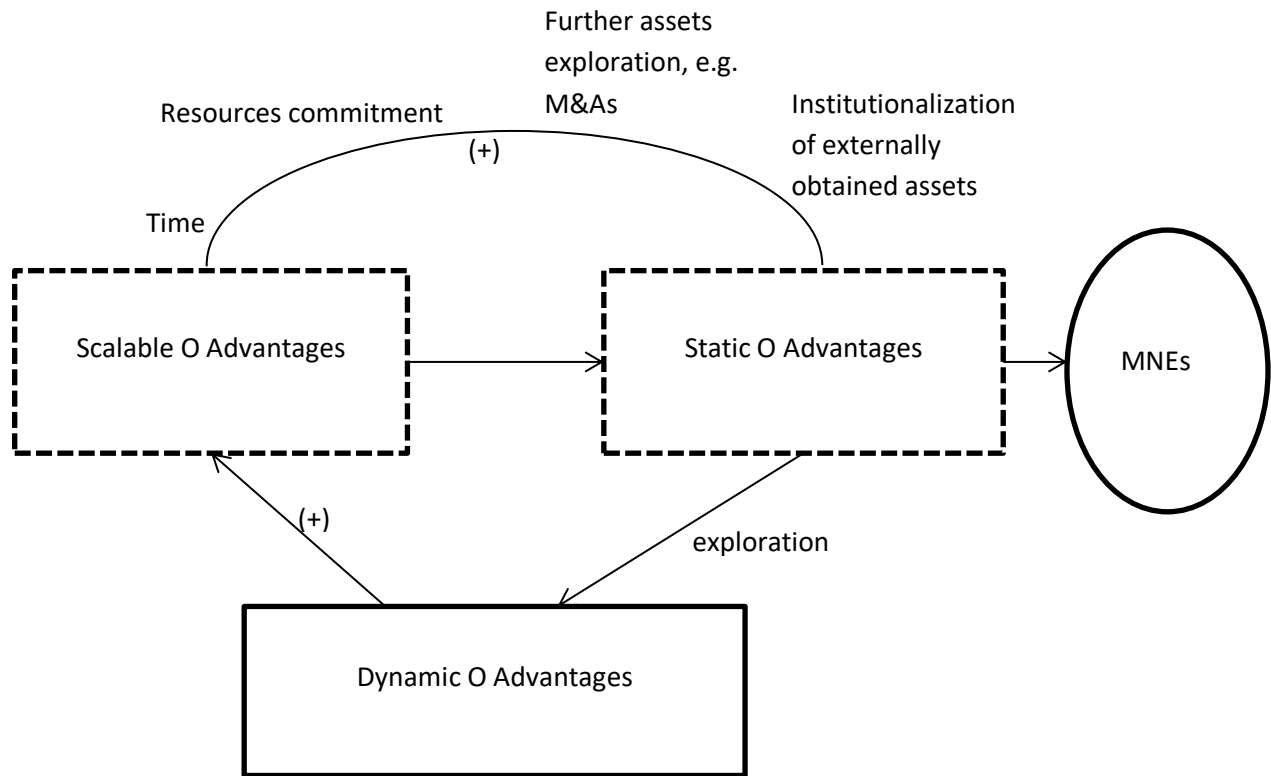 Further assets
exploration, e.g.
M&As
Resources commitment
(+)
Institutionalization
of externally
obtained assets
Time
Scalable O Advantages
Static O Advantages
MNEs
(+)
exploration
Dynamic O Advantages